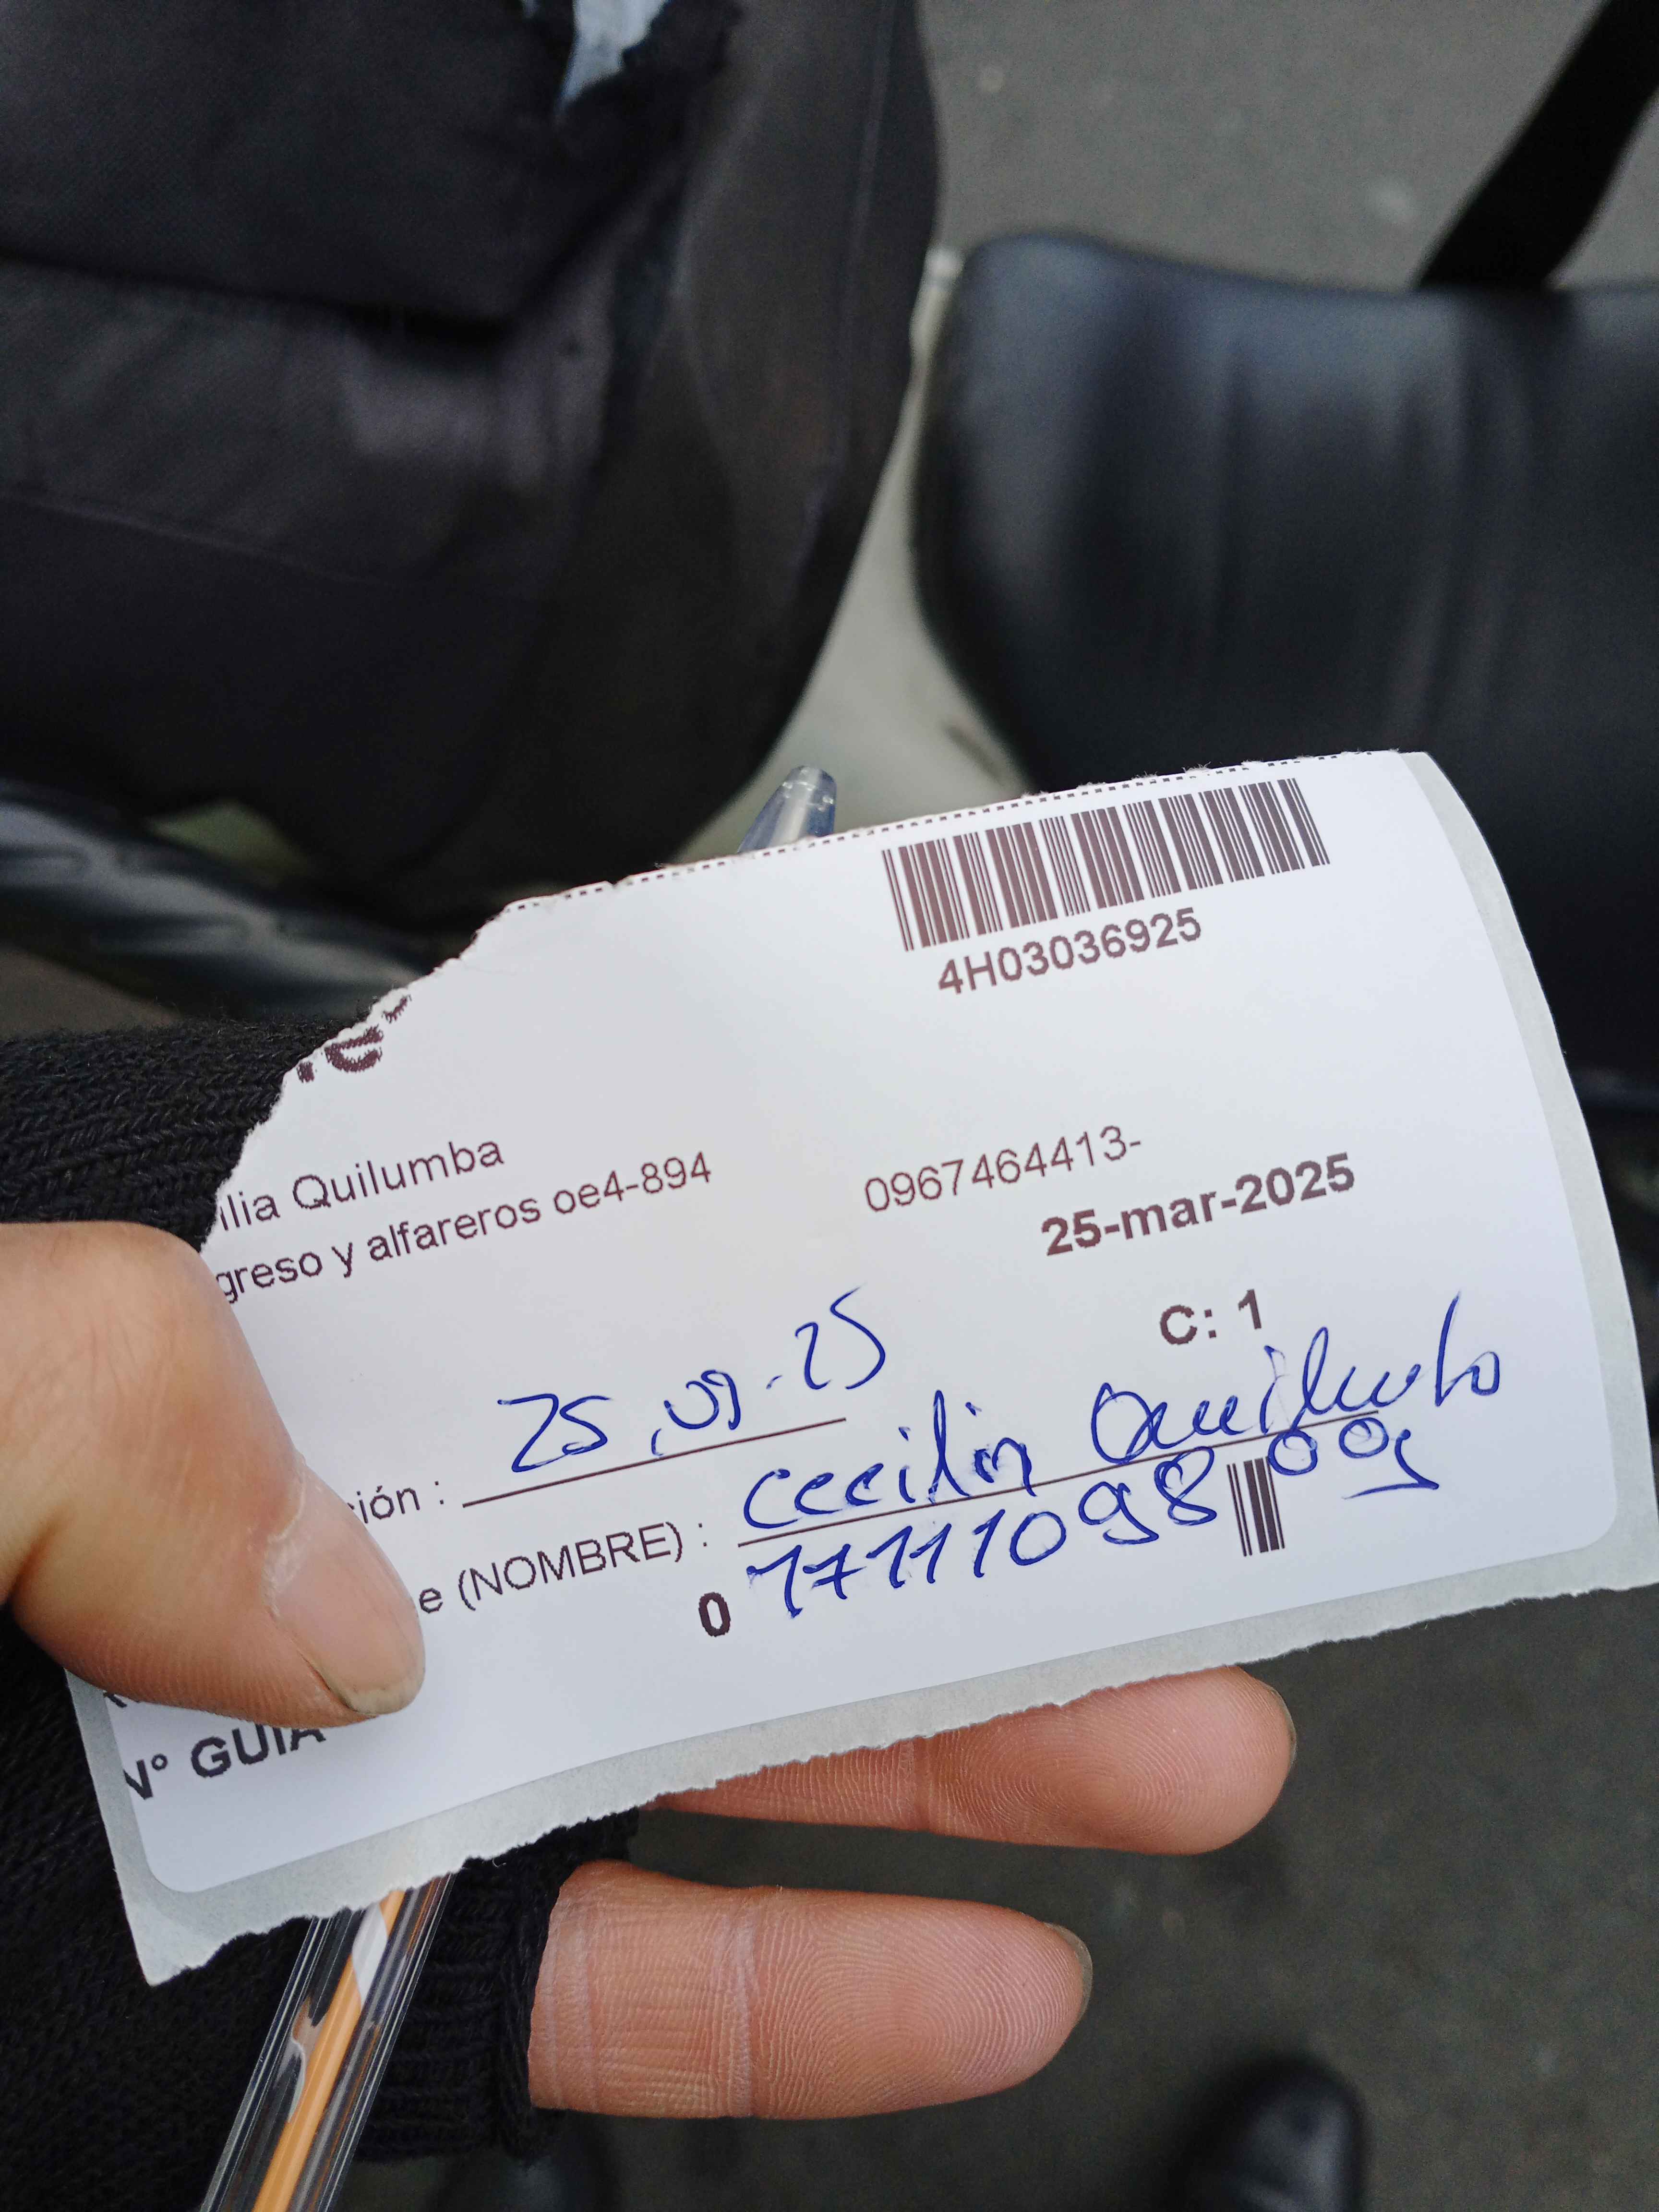 4H03036925
ilia Quilumba
0967464413-
greso y alfareros oe4-894
25-mar-2025
C: 1
ión : 25.09.25
e (NOMBRE) : Cecilia Quilumba
0 1711109800
N° GUIA